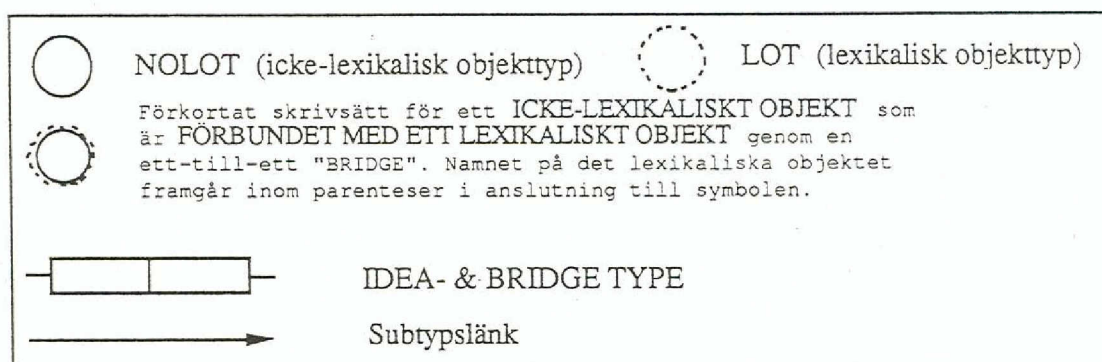 NOLOT (icke-lexikalisk objekttyp) LOT (lexikalisk objekttyp)
Förkortat skrivsätt för ett ICKE-LEXIKALISKT OBJEKT som
är FÖRBUNDET MED ETT LEXIKALISKT OBJEKT genom en
ett-till-ett "BRIDGE". Namnet på det lexikaliska objektet
framgår inom parenteser i anslutning till symbolen.
IDEA- & BRIDGE TYPE
Subtypslänk